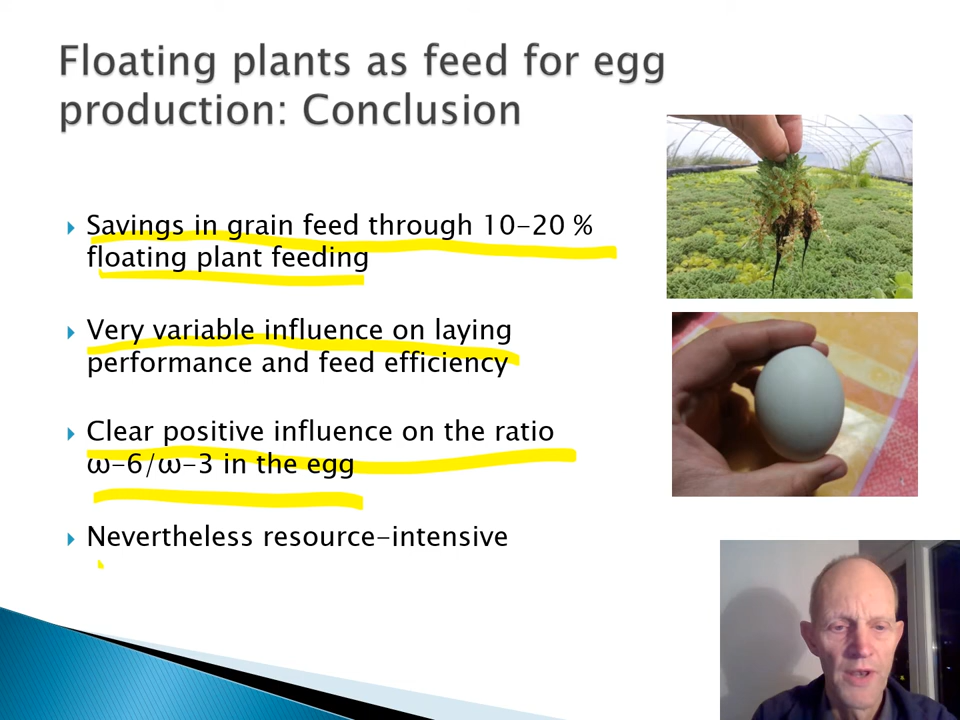 Floating plants as feed for egg
production: Conclusion
Savings in grain feed through 10-20 %
floating plant feeding
Very variable influence on laying
performance and feed efficiency
Clear positive influence on the ratio
ω-6/ω-3 in the egg
Nevertheless resource-intensive